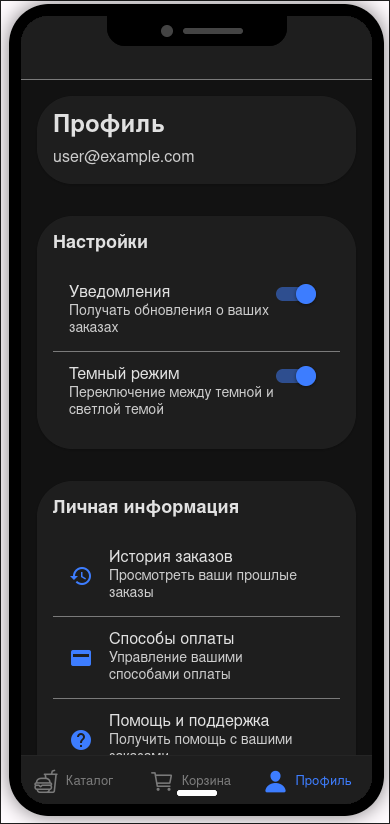 Профиль
user@example.com
Настройки
Уведомления
Получать обновления о ваших
заказах
Темный режим
Переключение между темной и
светлой темой
Личная информация
История заказов
Просмотреть ваши прошлые
заказы
Способы оплаты
Управление вашими
способами оплаты
Помощь и поддержка
Получить помощь с вашими
заказами
Каталог
Корзина
Профиль